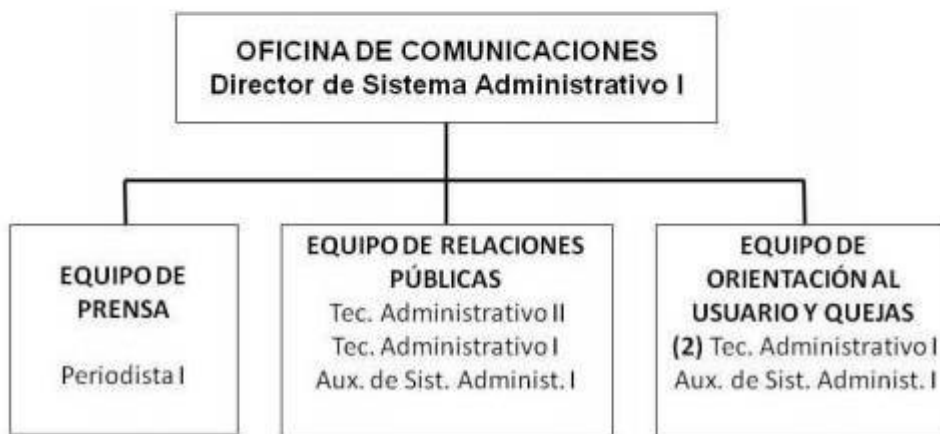 OFICINA DE COMUNICACIONES
Director de Sistema Administrativo I
EQUIPO DE
PRENSA
Periodista I
EQUIPO DE RELACIONES
PÚBLICAS
Tec. Administrativo II
Tec. Administrativo I
Aux. de Sist. Administ. I
EQUIPO DE
ORIENTACIÓN AL
USUARIO Y QUEJAS
(2) Tec. Administrativo I
Aux. de Sist. Administ. I